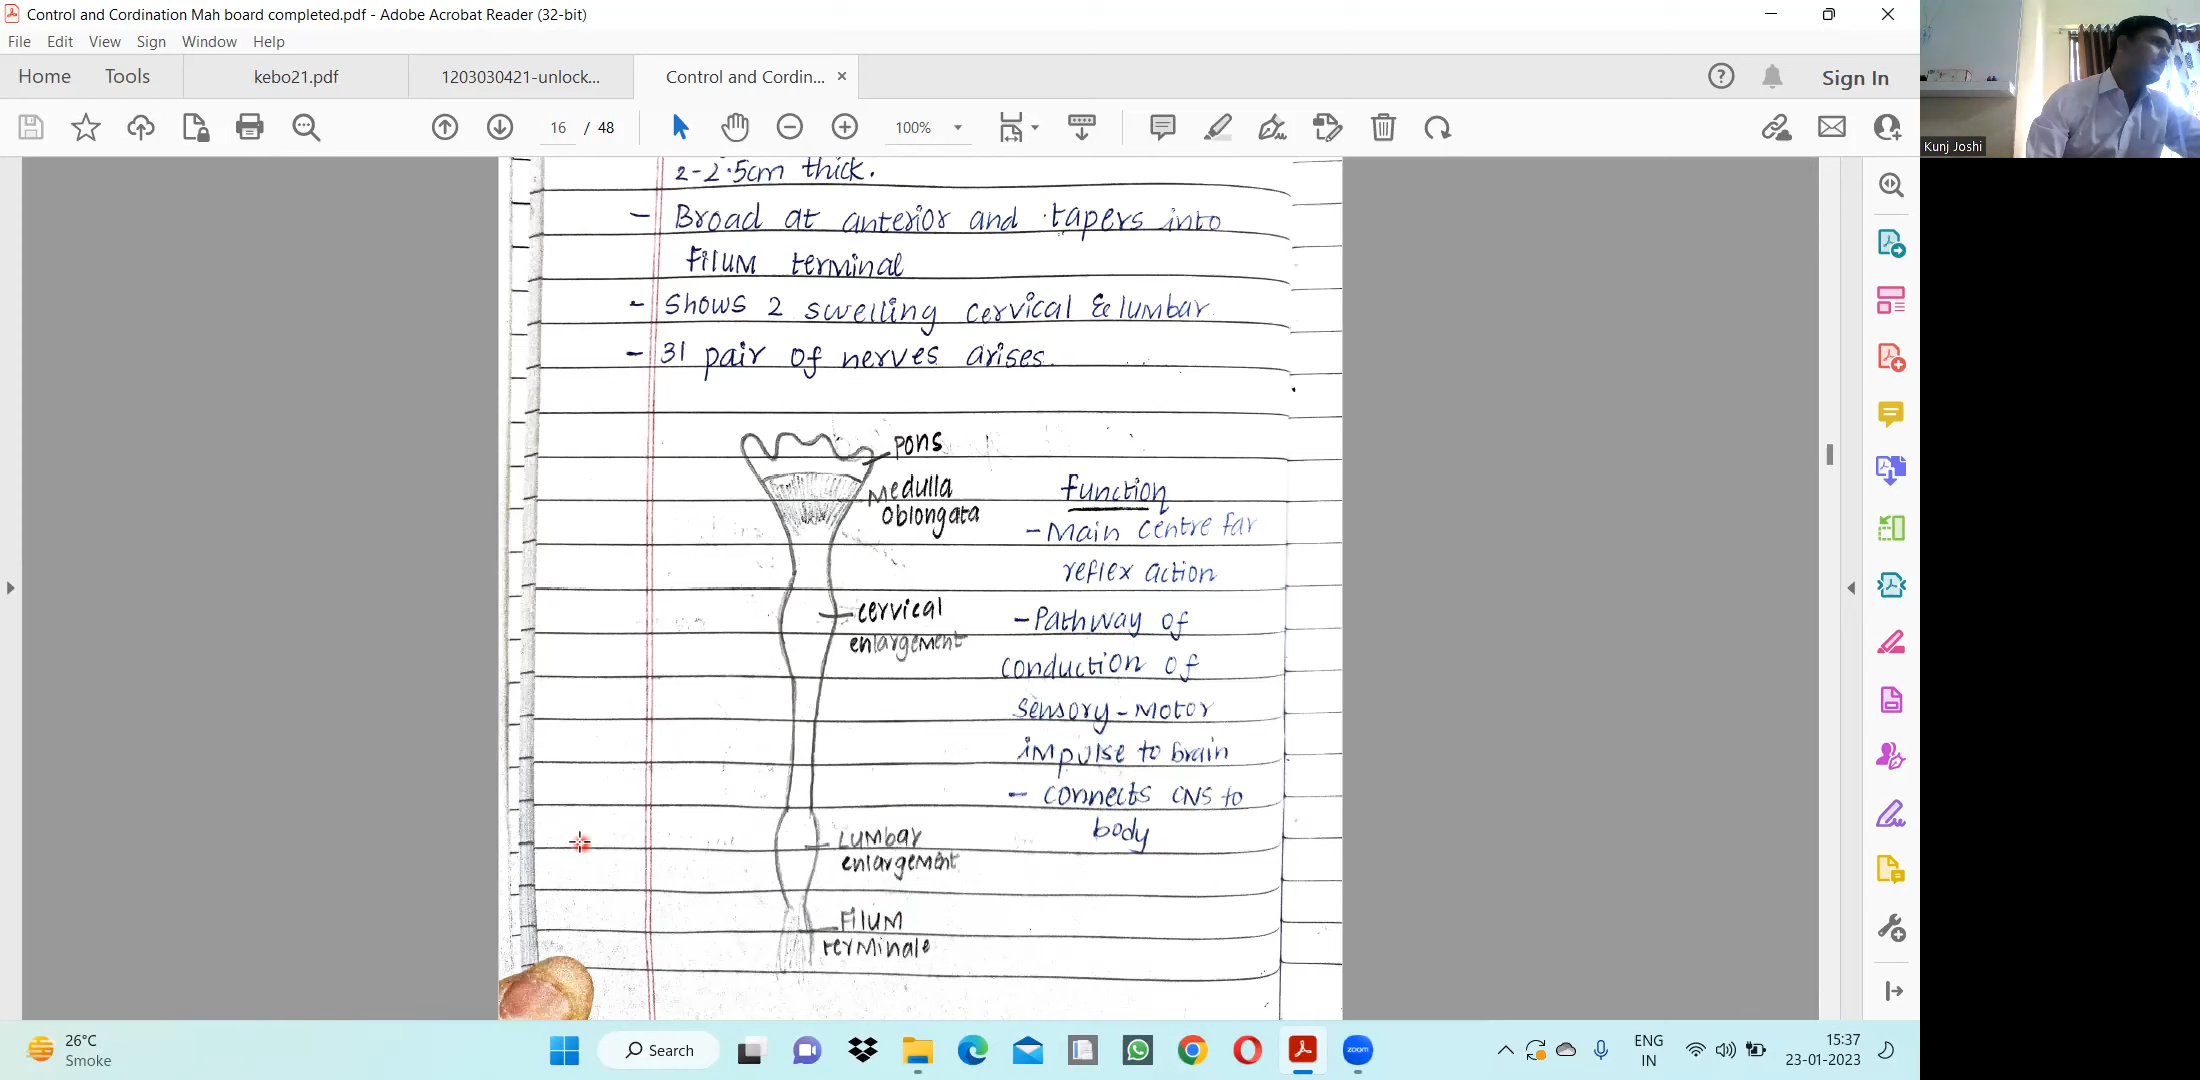 Control and Cordination Mah board completed.pdf - Adobe Acrobat Reader (32-bit)
File Edit View Sign Window Help
Home Tools kebo21.pdf 1203030421-unlock... Control and Cordin... × Sign In
16 / 48 100%
Kunj Joshi
2-2.5cm thick.
- Broad at anterior and tapers into
Filum terminal
- Shows 2 swelling cervical & lumbar
- 31 pair of nerves arises.
Pons
Medulla
Oblongata
cervical
enlargement
Lumbar
enlargement
Filum
terminale
Function
- Main centre far
reflex action
- Pathway of
conduction of
sensory - Motor
impulse to brain
- connects CNS to
body
26°C
Smoke
Search
zoom
ENG
IN
15:37
23-01-2023